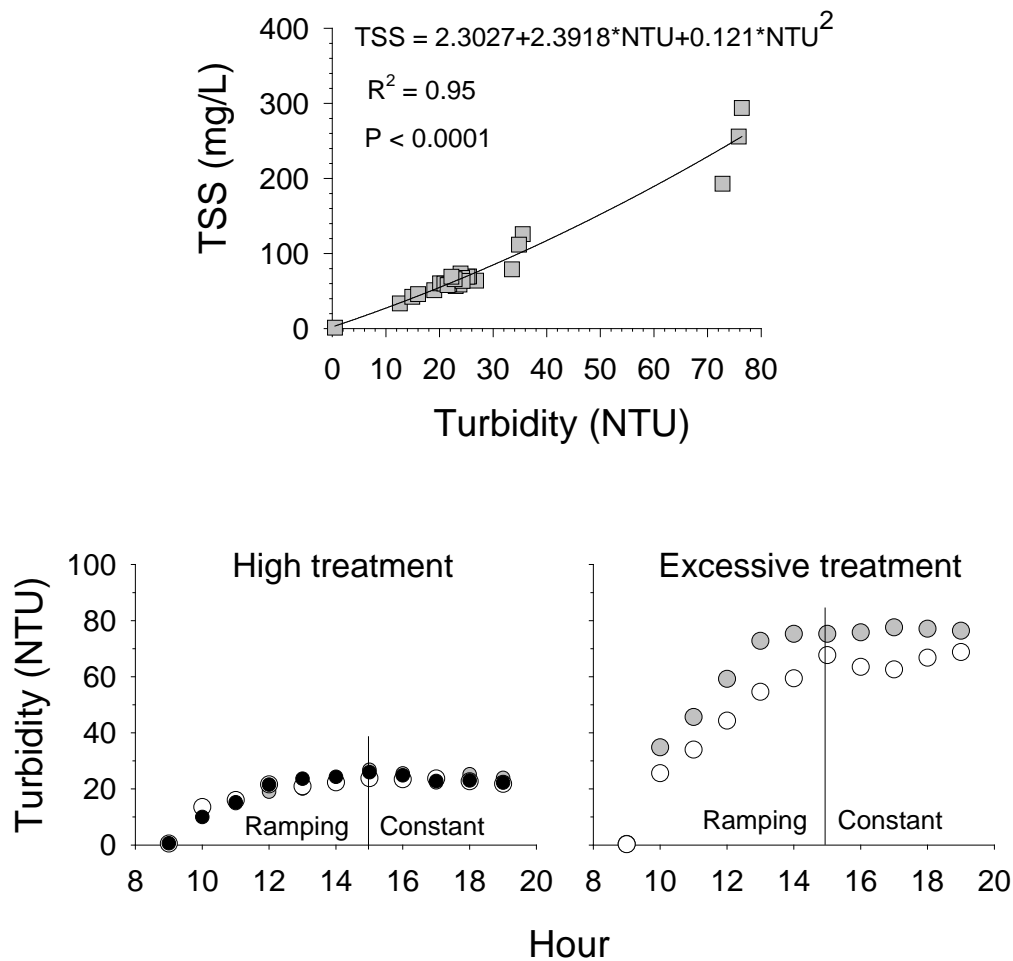 TSS = 2.3027+2.3918*NTU+0.121*NTU²
R² = 0.95
P < 0.0001
TSS (mg/L)
400
300
200
100
0
0 10 20 30 40 50 60 70 80
Turbidity (NTU)
High treatment
Excessive treatment
Turbidity (NTU)
100
80
60
40
20
0
Ramping Constant
Ramping Constant
8 10 12 14 16 18 20
8 10 12 14 16 18 20
Hour